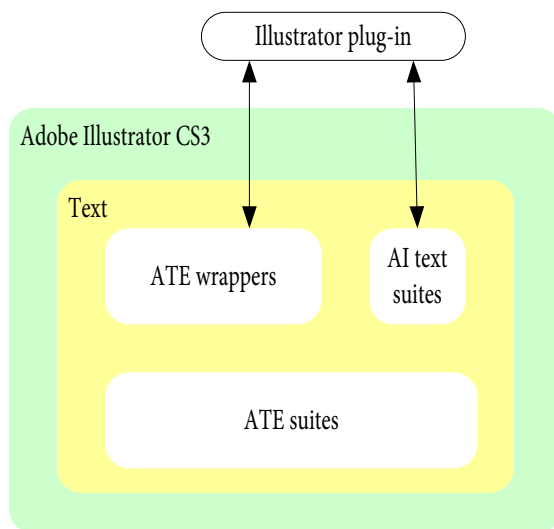 Illustrator plug-in
Adobe Illustrator CS3
Text
ATE wrappers
AI text
suites
ATE suites